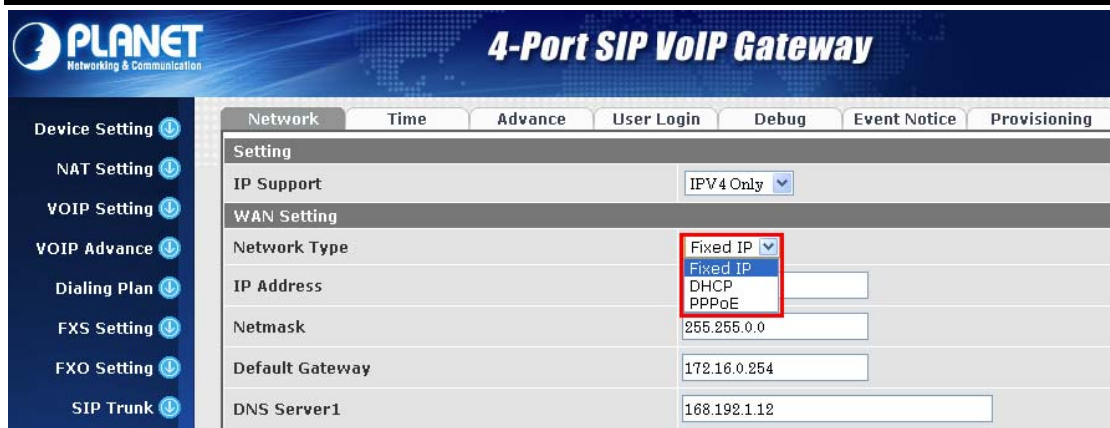 PLANET
Networking & Communication
4-Port SIP VoIP Gateway
Device Setting
NAT Setting
VOIP Setting
VOIP Advance
Dialing Plan
FXS Setting
FXO Setting
SIP Trunk
Network Time Advance User Login Debug Event Notice Provisioning
Setting
IP Support IPV4 Only
WAN Setting
Network Type Fixed IP
Fixed IP
IP Address DHCP
PPPoE
Netmask 255.255.0.0
Default Gateway 172.16.0.254
DNS Server1 168.192.1.12